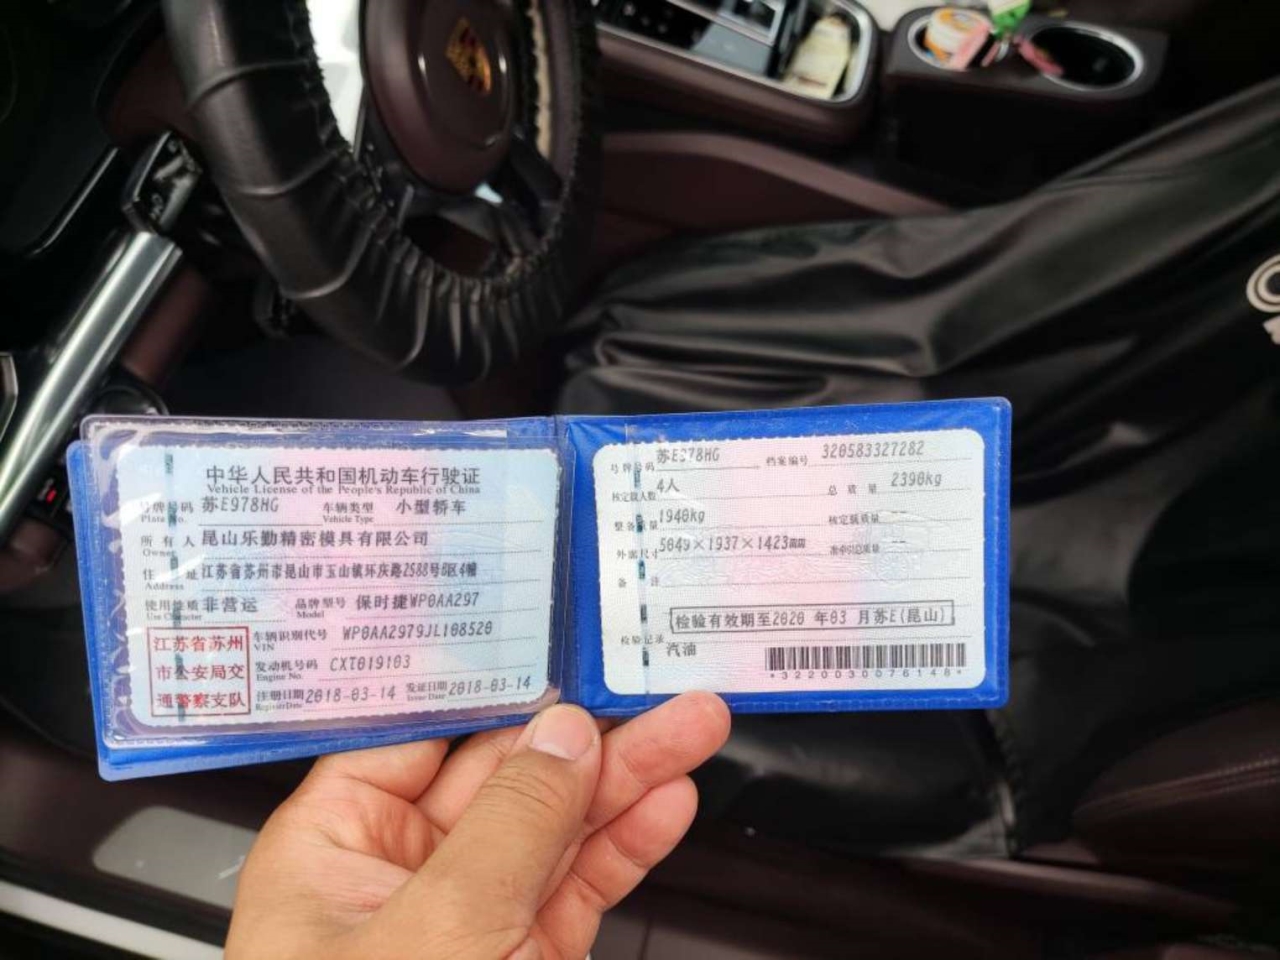 中华人民共和国机动车行驶证
Vehicle License of the People's Republic of China
号牌号码 苏E978HG 车辆类型 小型轿车
Plate No. Vehicle Type
所有人 昆山乐勤精密模具有限公司
Owner
住址 江苏省苏州市昆山市玉山镇环庆路2588号B区4幢
Address
使用性质 非营运 品牌型号 保时捷WP0AA297
Use Character Model
江苏省苏州
市公安局交
通警察支队
车辆识别代号 WP0AA2979JL108520
VIN
发动机号码 CXT019103
Engine No.
注册日期 2018-03-14 发证日期 2018-03-14
Register Date Issue Date
号牌号码 苏E978HG 档案编号 320583327282
核定载人数 4人 总质量 2390kg
整备质量 1940kg 核定载质量 --
外廓尺寸 5049×1937×1423mm 准牵引总质量 --
备注
检验有效期至2020 年03 月苏E(昆山)
检验记录
汽油
*3220030076148*